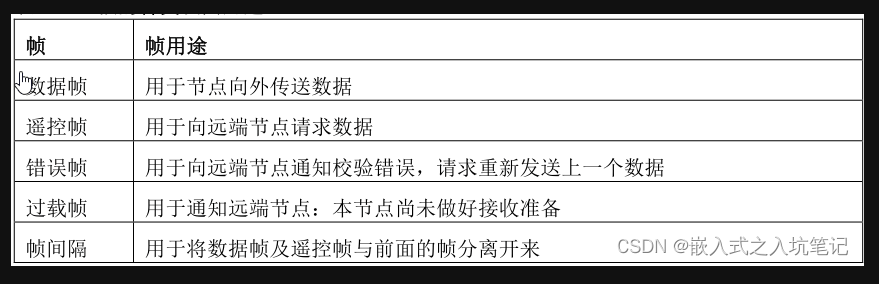 帧 帧用途
数据帧 用于节点向外传送数据
遥控帧 用于向远端节点请求数据
错误帧 用于向远端节点通知校验错误，请求重新发送上一个数据
过载帧 用于通知远端节点：本节点尚未做好接收准备
帧间隔 用于将数据帧及遥控帧与前面的帧分离开来
CSDN @嵌入式之入坑笔记